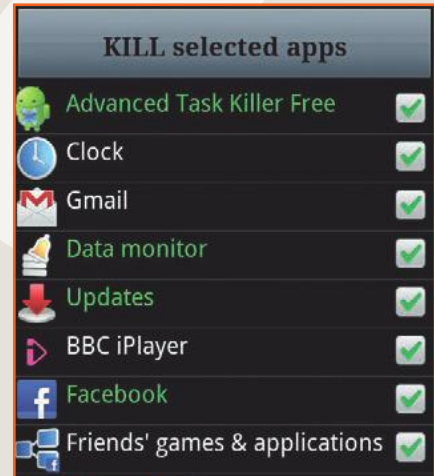 KILL selected apps
Advanced Task Killer Free
Clock
Gmail
Data monitor
Updates
BBC iPlayer
Facebook
Friends' games & applications